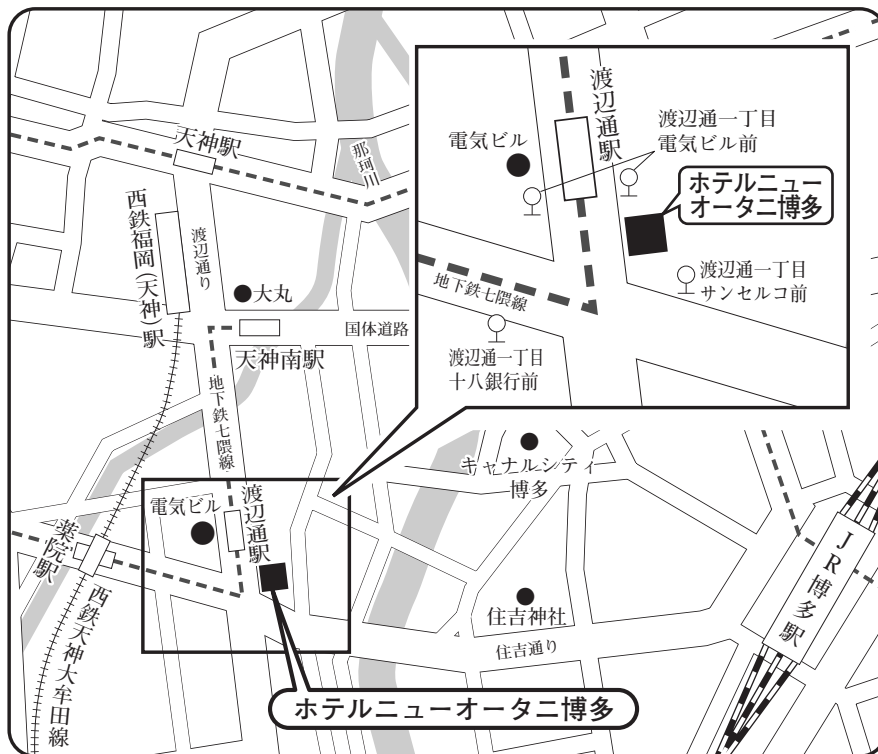 天神駅
那珂川
西鉄福岡(天神)駅
渡辺通り
大丸
国体道路
天神南駅
地下鉄七隈線
電気ビル
渡辺通駅
薬院駅
西鉄天神大牟田線
ホテルニューオータニ博多
キャナルシティ
博多
住吉神社
住吉通り
JR博多駅
渡辺通駅
電気ビル
渡辺通一丁目
電気ビル前
ホテルニュー
オータニ博多
渡辺通一丁目
サンセルコ前
地下鉄七隈線
渡辺通一丁目
十八銀行前